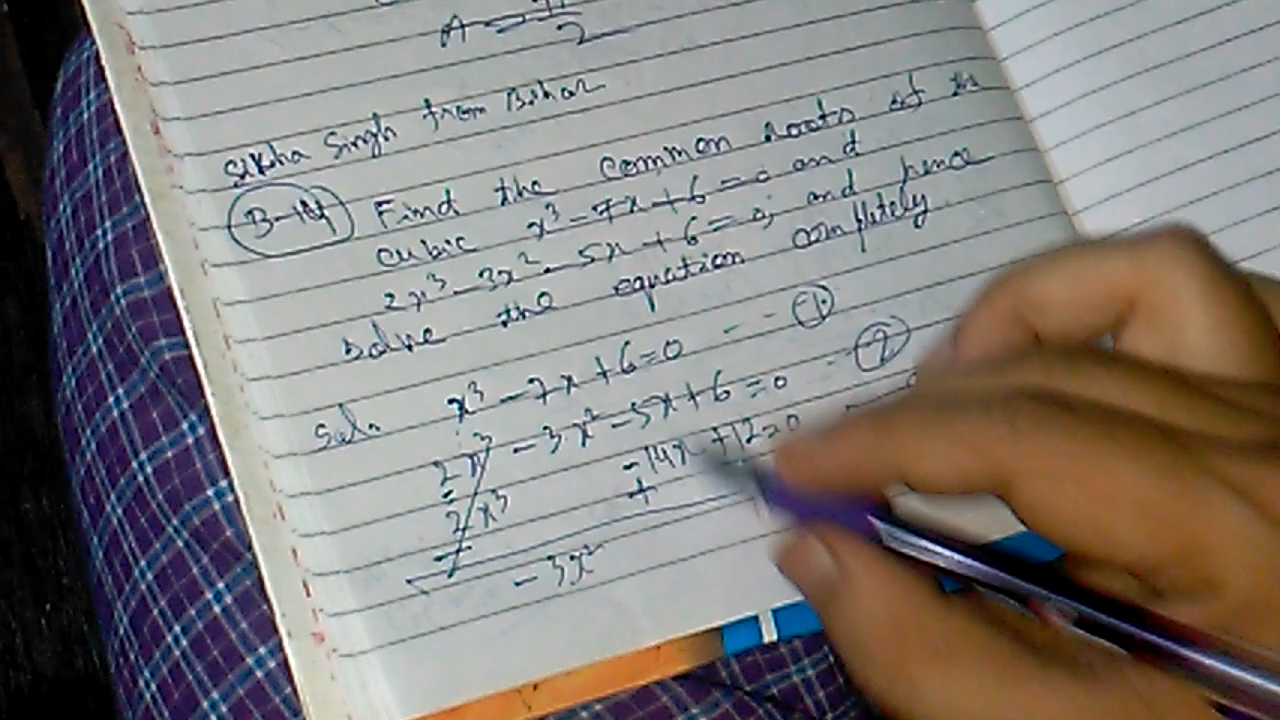 A =
2
Siksha Singh from Bihar
B-14 Find the common roots of the
cubic x³ - 7x + 6 = 0 and
2x³ - 3x² - 5x + 6 = 0; and hence
solve the equation completely.
Soln x³ - 7x + 6 = 0 - - ①
2x³ - 3x² - 5x + 6 = 0 - ②
2x³ - 14x + 12 = 0
- +
- 3x²